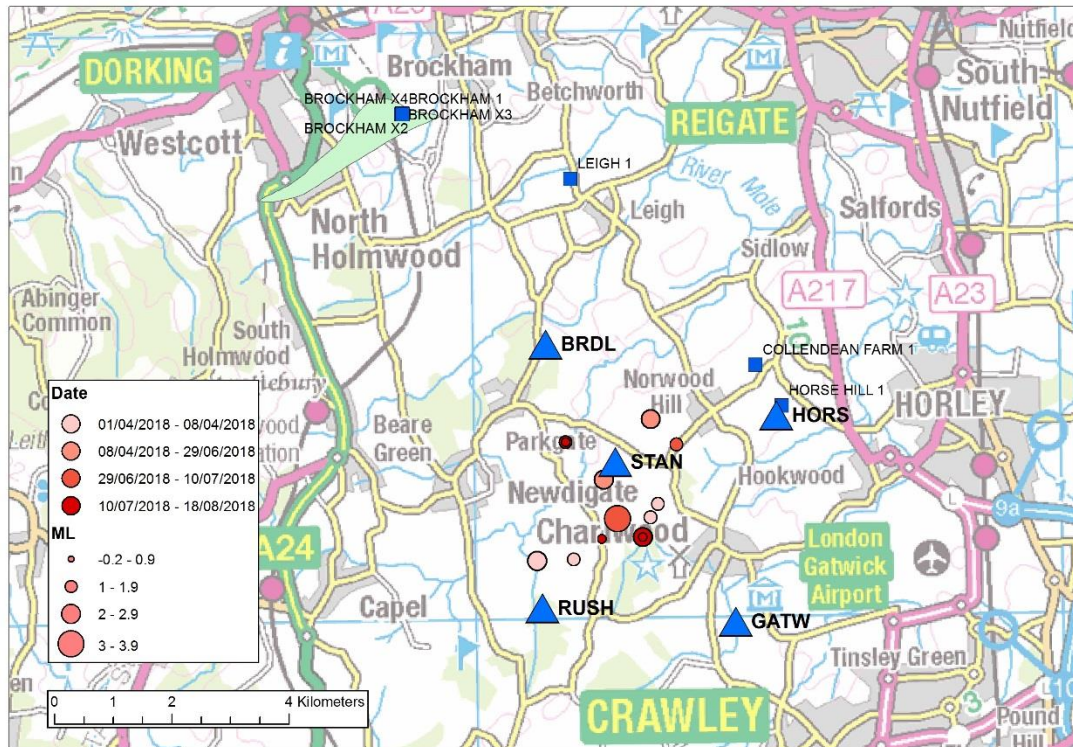 A25
Nutfield
DORKING
Brockham
South
Nutfield
Betchworth
BROCKHAM X4BROCKHAM 1
BROCKHAM X3
BROCKHAM X2
REIGATE
Westcott
LEIGH 1
River Mole
Leigh
Salfords
North
Holmwood
Sidlow
A217
A23
Abinger
Common
South
Holmwood
10
BRDL
COLLENDEAN FARM 1
Norwood
Hill
HORSE HILL 1
HORS
HORLEY
Beare
Green
Parkgate
STAN
Hookwood
Newdigate
Charlwood
L
9a
A24
London
Gatwick
Airport
Capel
RUSH
GATW
Tinsley Green
CRAWLEY
3
L10
Pound
Hill
Date
01/04/2018 - 08/04/2018
08/04/2018 - 29/06/2018
29/06/2018 - 10/07/2018
10/07/2018 - 18/08/2018
ML
-0.2 - 0.9
1 - 1.9
2 - 2.9
3 - 3.9
0 1 2 4 Kilometers